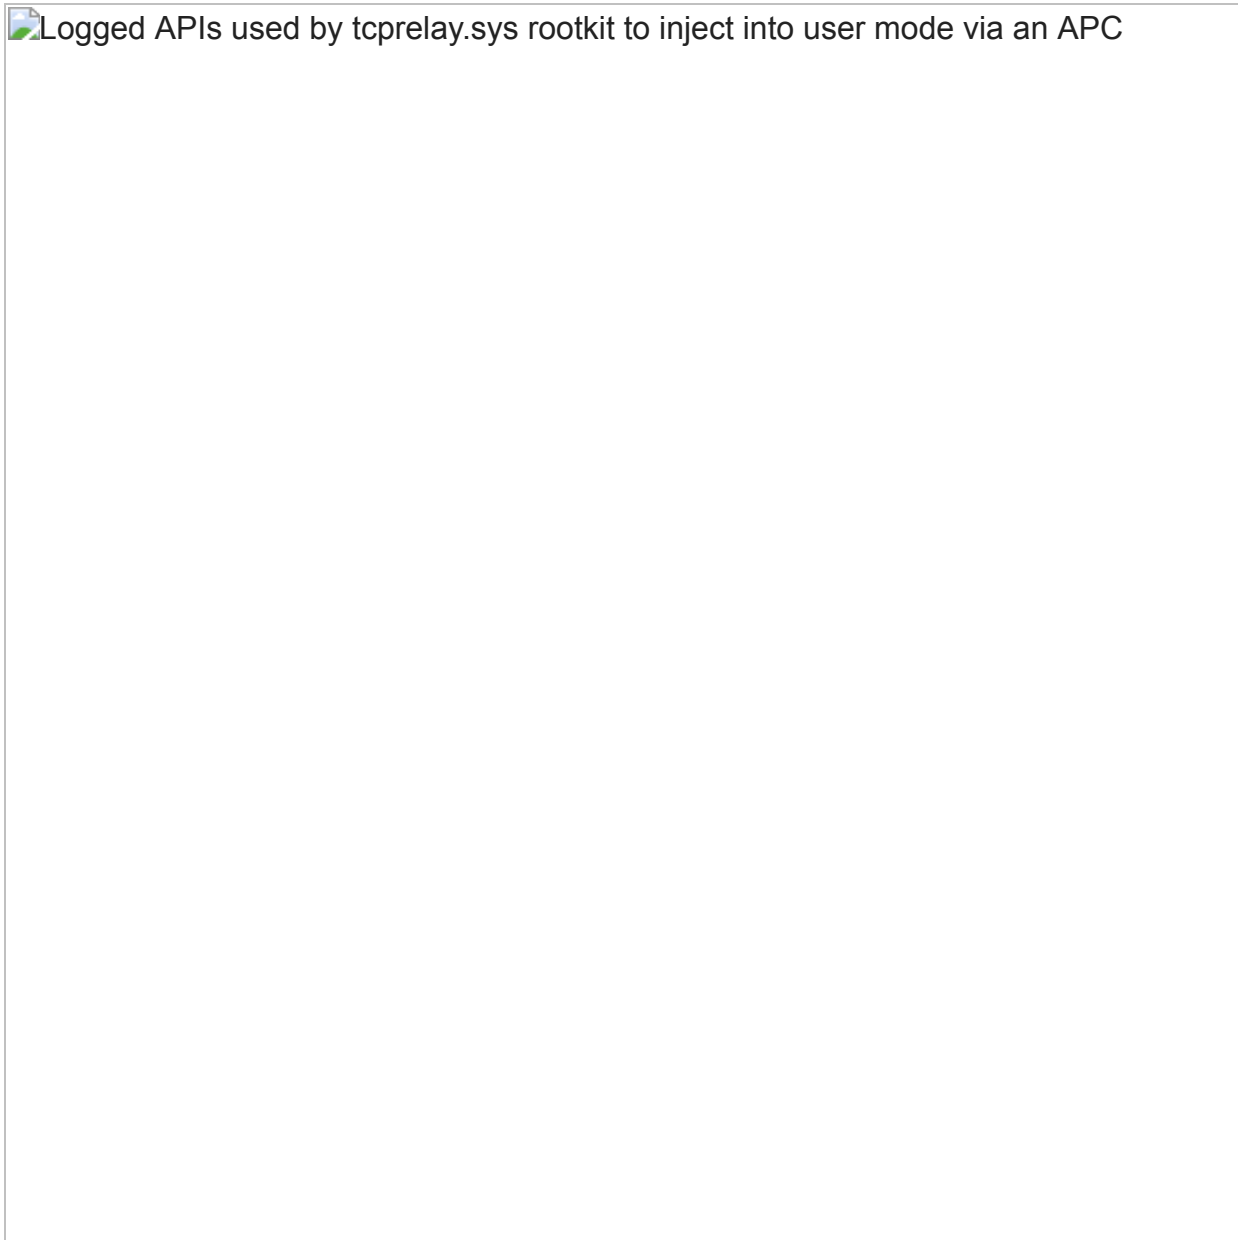 Logged APIs used by tcprelay.sys rootkit to inject into user mode via an APC